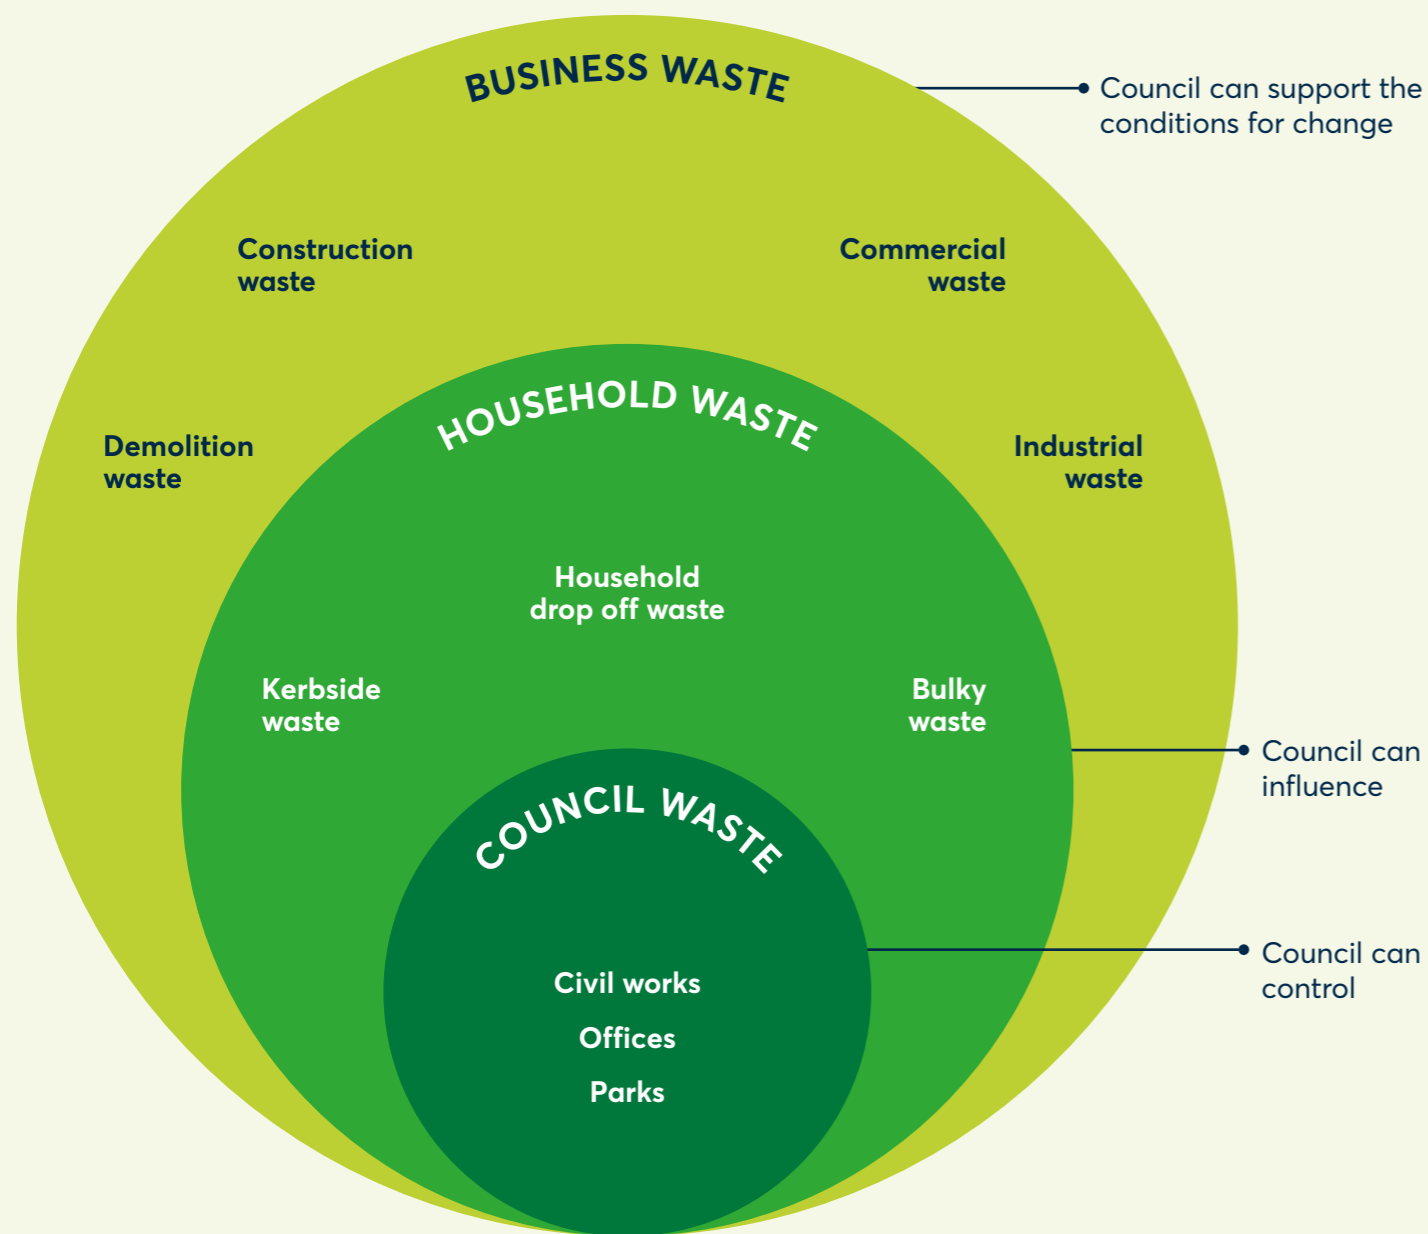 BUSINESS WASTE
Council can support the
conditions for change
Construction
waste
Commercial
waste
HOUSEHOLD WASTE
Demolition
waste
Industrial
waste
Household
drop off waste
Kerbside
waste
Bulky
waste
Council can
influence
COUNCIL WASTE
Council can
control
Civil works
Offices
Parks